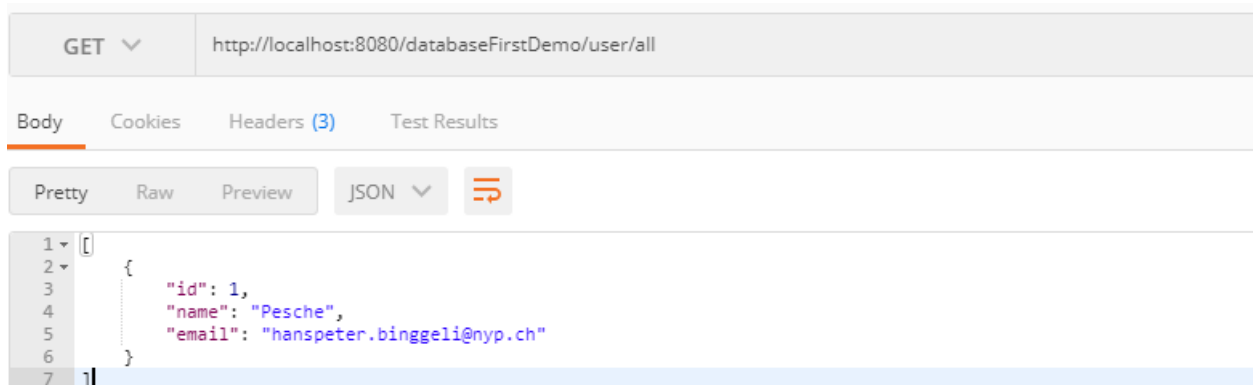 GET http://localhost:8080/databaseFirstDemo/user/all
Body Cookies Headers (3) Test Results
Pretty Raw Preview JSON
1 [
2 {
3 "id": 1,
4 "name": "Pesche",
5 "email": "hanspeter.binggeli@nyp.ch"
6 }
7 ]